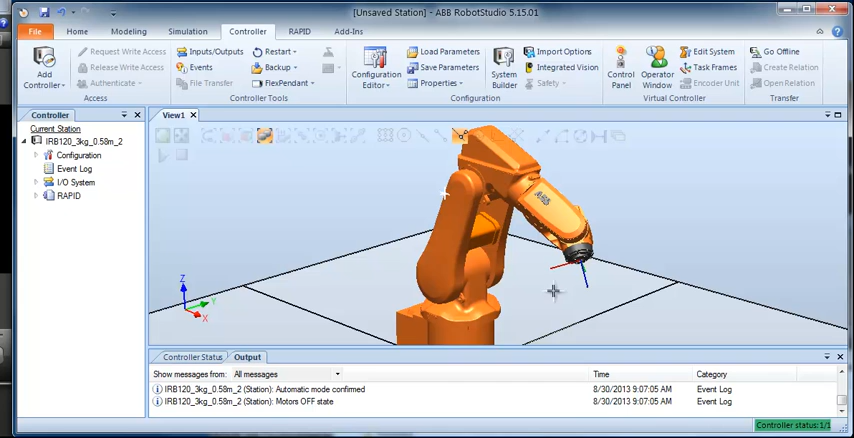 [Unsaved Station] - ABB RobotStudio 5.15.01
File Home Modeling Simulation Controller RAPID Add-Ins
Add Controller
Request Write Access
Release Write Access
Authenticate
Access
Inputs/Outputs
Events
File Transfer
Restart
Backup
FlexPendant
Controller Tools
Configuration Editor
Load Parameters
Save Parameters
Properties
System Builder
Import Options
Integrated Vision
Safety
Configuration
Control Panel
Operator Window
Edit System
Task Frames
Encoder Unit
Virtual Controller
Go Offline
Create Relation
Open Relation
Transfer
Controller
Current Station
IRB120_3kg_0.58m_2
Configuration
Event Log
I/O System
RAPID
View1
ABB
Z
Y
X
Controller Status Output
Show messages from: All messages Time Category
IRB120_3kg_0.58m_2 (Station): Automatic mode confirmed 8/30/2013 9:07:05 AM Event Log
IRB120_3kg_0.58m_2 (Station): Motors OFF state 8/30/2013 9:07:05 AM Event Log
Controller status:1/1